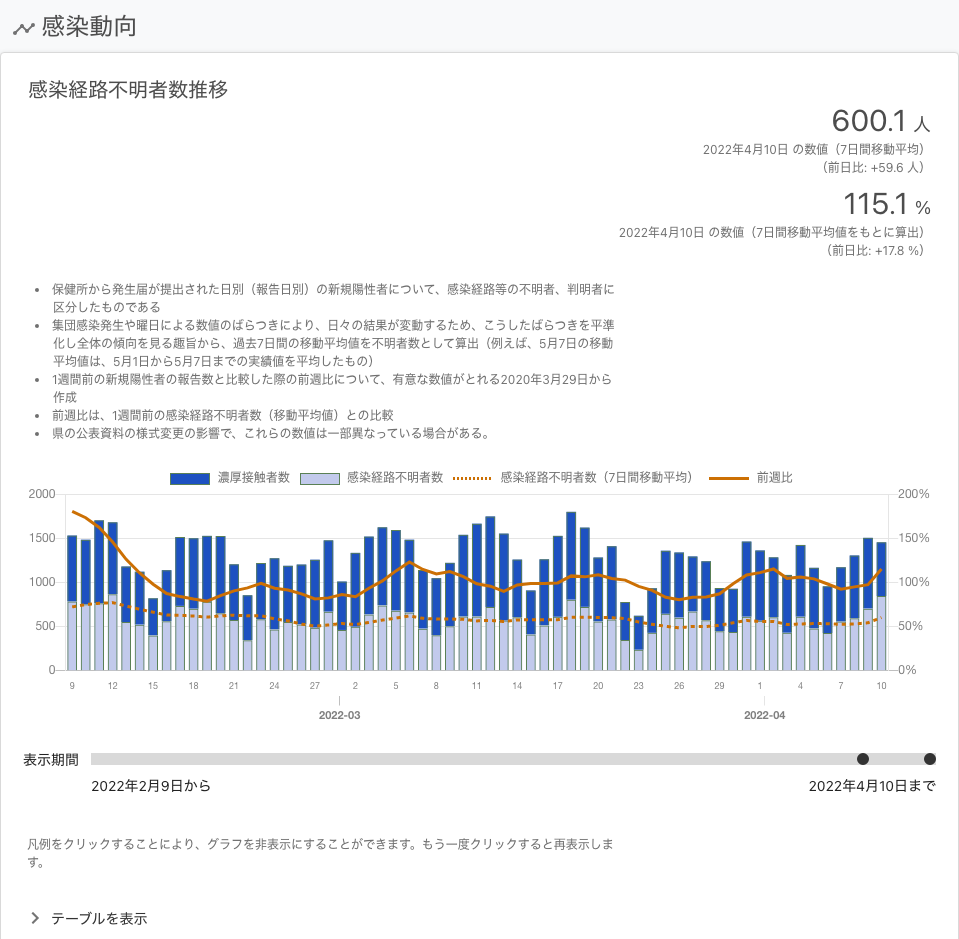 感染動向
感染経路不明者数推移
600.1 人
2022年4月10日 の数値（7日間移動平均）
（前日比: +59.6 人）
115.1 %
2022年4月10日 の数値（7日間移動平均値をもとに算出）
（前日比: +17.8 %）
• 保健所から発生届が提出された日別（報告日別）の新規陽性者について、感染経路等の不明者、判明者に
区分したものである
• 集団感染発生や曜日による数値のばらつきにより、日々の結果が変動するため、こうしたばらつきを平準
化し全体の傾向を見る趣旨から、過去7日間の移動平均値を不明者数として算出（例えば、5月7日の移動
平均値は、5月1日から5月7日までの実績値を平均したもの）
• 1週間前の新規陽性者の報告数と比較した際の前週比について、有意な数値がとれる2020年3月29日から
作成
• 前週比は、1週間前の感染経路不明者数（移動平均値）との比較
• 県の公表資料の様式変更の影響で、これらの数値は一部異なっている場合がある。
濃厚接触者数 感染経路不明者数 感染経路不明者数（7日間移動平均） 前週比
2000 200%
1500 150%
1000 100%
500 50%
0 0%
9 12 15 18 21 24 27 2 5 8 11 14 17 20 23 26 29 1 4 7 10
2022-03 2022-04
表示期間
2022年2月9日から 2022年4月10日まで
凡例をクリックすることにより、グラフを非表示にすることができます。もう一度クリックすると再表示しま
す。
テーブルを表示